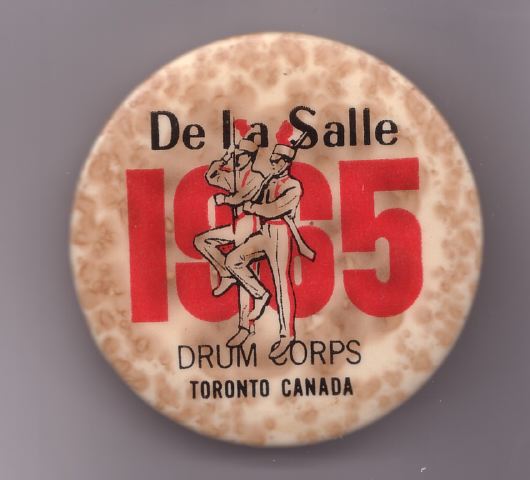 De La Salle
1965
DRUM CORPS
TORONTO CANADA